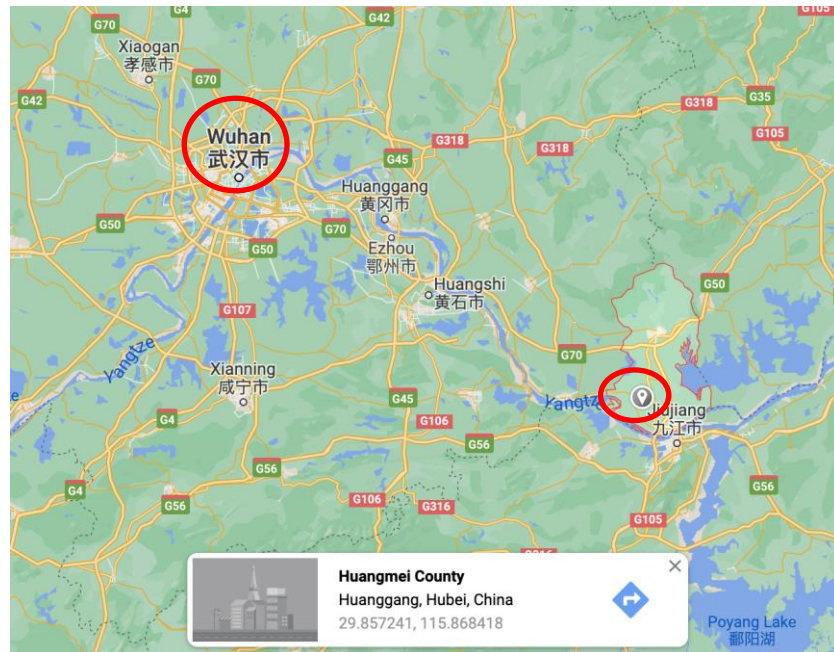 G4
G42
G105
G70
Xiaogan
孝感市
G70
G42
G318
G35
Wuhan
武汉市
G318
G318
G105
G45
Huanggang
黄冈市
G50
G70
G50
Ezhou
鄂州市
Huangshi
黄石市
G50
G107
Yangtze
G70
Xianning
咸宁市
G45
Yangtze
Jiujiang
九江市
G4
G106
G56
G56
G4
G56
G106
G316
G105
G56
G316
Huangmei County
Huanggang, Hubei, China
29.857241, 115.868418
Poyang Lake
鄱阳湖